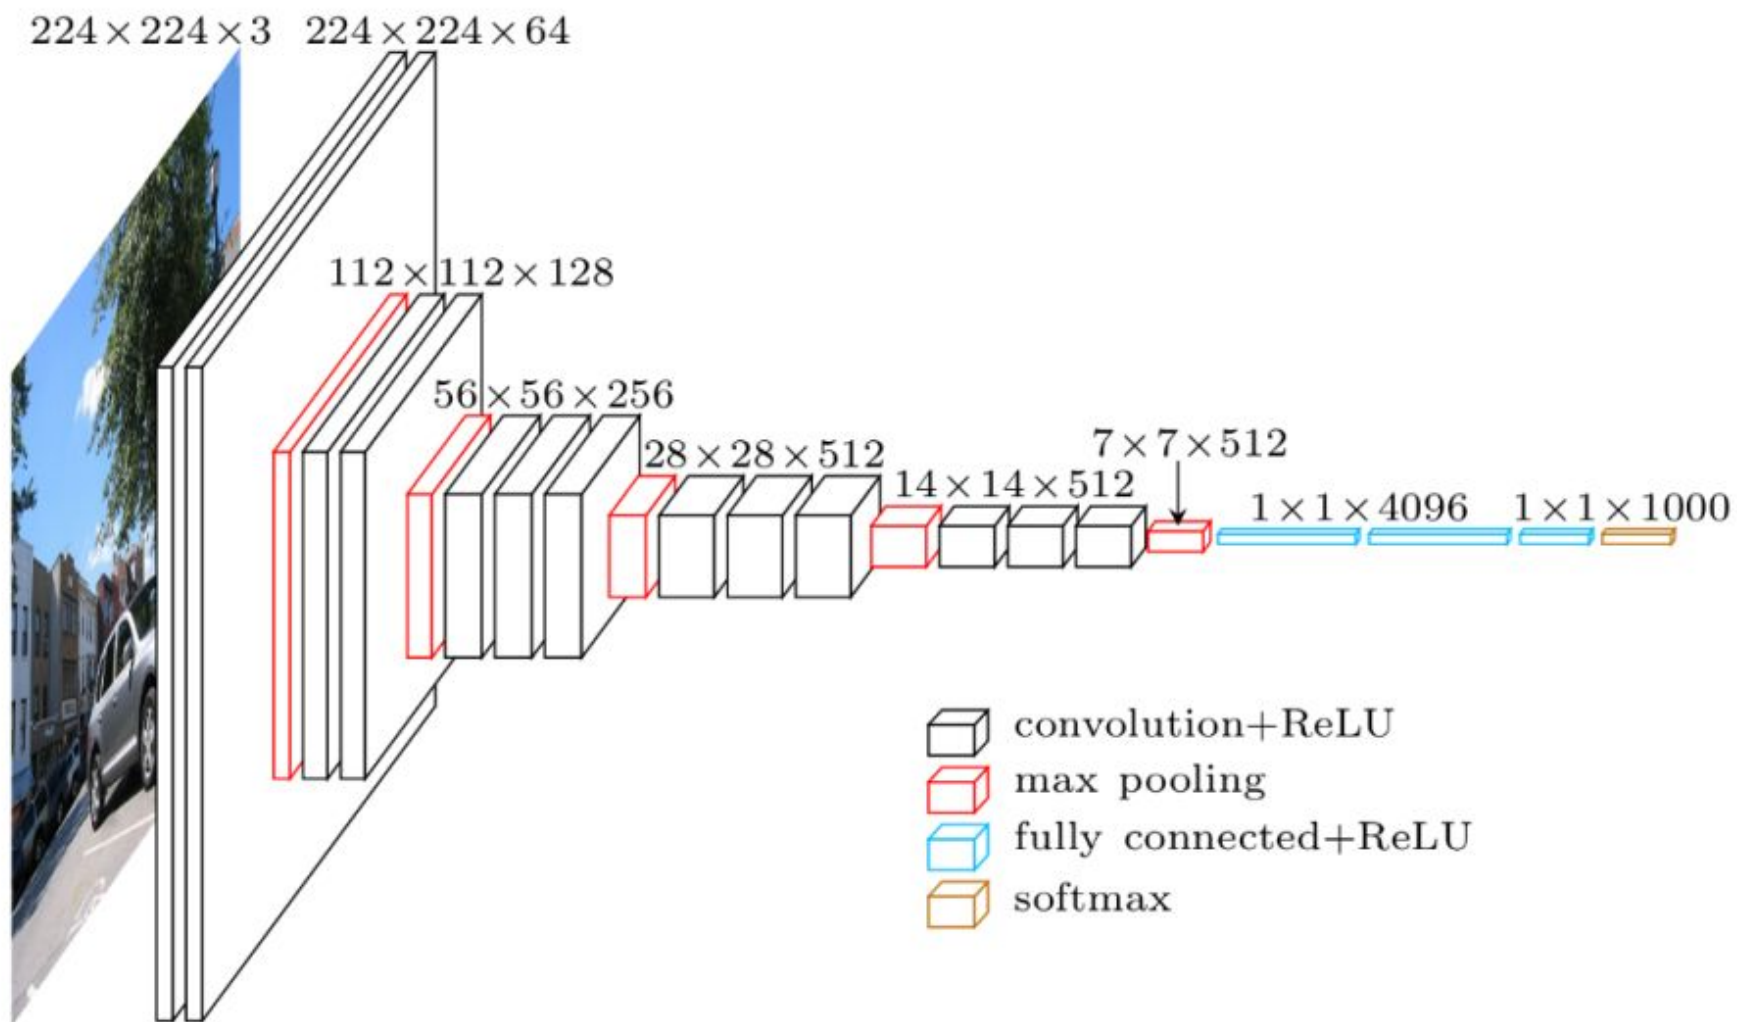 224×224×3
224×224×64
112×112×128
56×56×256
28×28×512
14×14×512
7×7×512
1×1×4096
1×1×1000
convolution+ReLU
max pooling
fully connected+ReLU
softmax